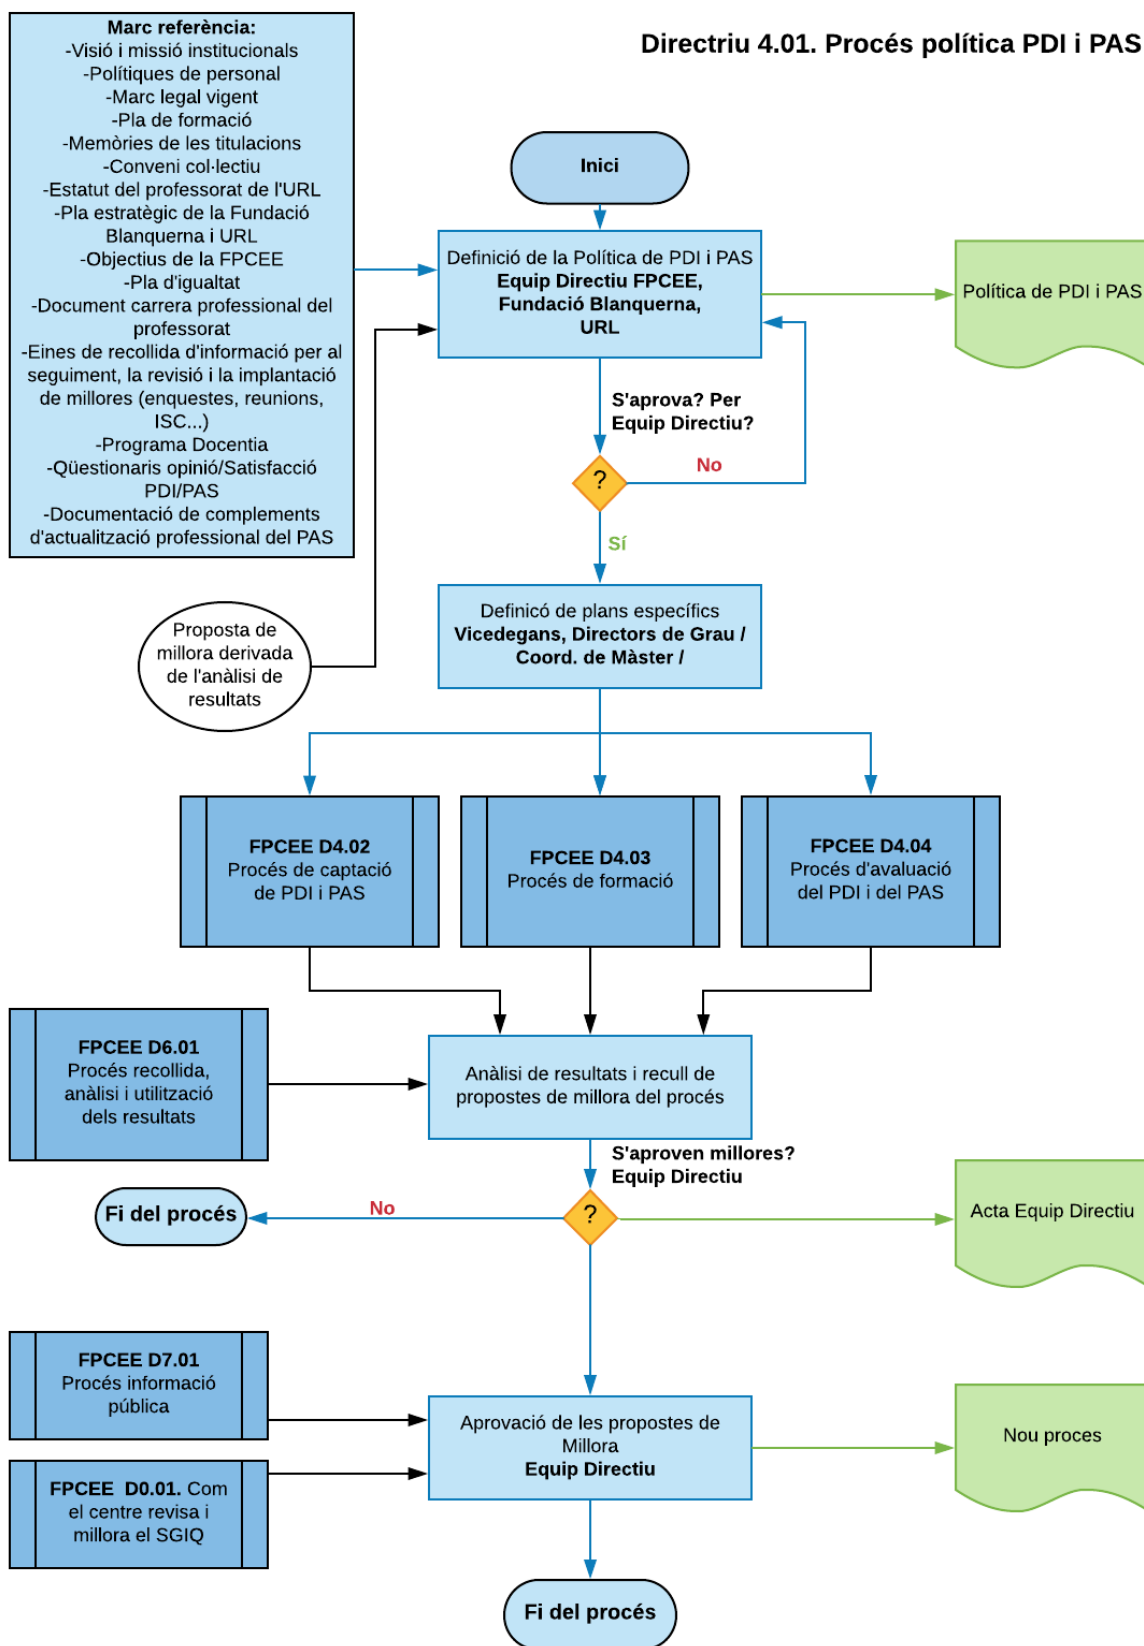 Directriu 4.01. Procés política PDI i PAS
Marc referència:
-Visió i missió institucionals
-Polítiques de personal
-Marc legal vigent
-Pla de formació
-Memòries de les titulacions
-Conveni col·lectiu
-Estatut del professorat de l'URL
-Pla estratègic de la Fundació
Blanquerna i URL
-Objectius de la FPCEE
-Pla d'igualtat
-Document carrera professional del
professorat
-Eines de recollida d'informació per al
seguiment, la revisió i la implantació
de millores (enquestes, reunions,
ISC...)
-Programa Docentia
-Qüestionaris opinió/Satisfacció
PDI/PAS
-Documentació de complements
d'actualització professional del PAS
Inici
Definició de la Política de PDI i PAS
Equip Directiu FPCEE,
Fundació Blanquerna,
URL
Política de PDI i PAS
S'aprova? Per
Equip Directiu?
?
No
Sí
Proposta de
millora derivada
de l'anàlisi de
resultats
Definicó de plans específics
Vicedegans, Directors de Grau /
Coord. de Màster /
FPCEE D4.02
Procés de captació
de PDI i PAS
FPCEE D4.03
Procés de formació
FPCEE D4.04
Procés d'avaluació
del PDI i del PAS
FPCEE D6.01
Procés recollida,
anàlisi i utilització
dels resultats
Anàlisi de resultats i recull de
propostes de millora del procés
S'aproven millores?
Equip Directiu
?
No
Fi del procés
Acta Equip Directiu
FPCEE D7.01
Procés informació
pública
FPCEE  D0.01. Com
el centre revisa i
millora el SGIQ
Aprovació de les propostes de
Millora
Equip Directiu
Nou proces
Fi del procés